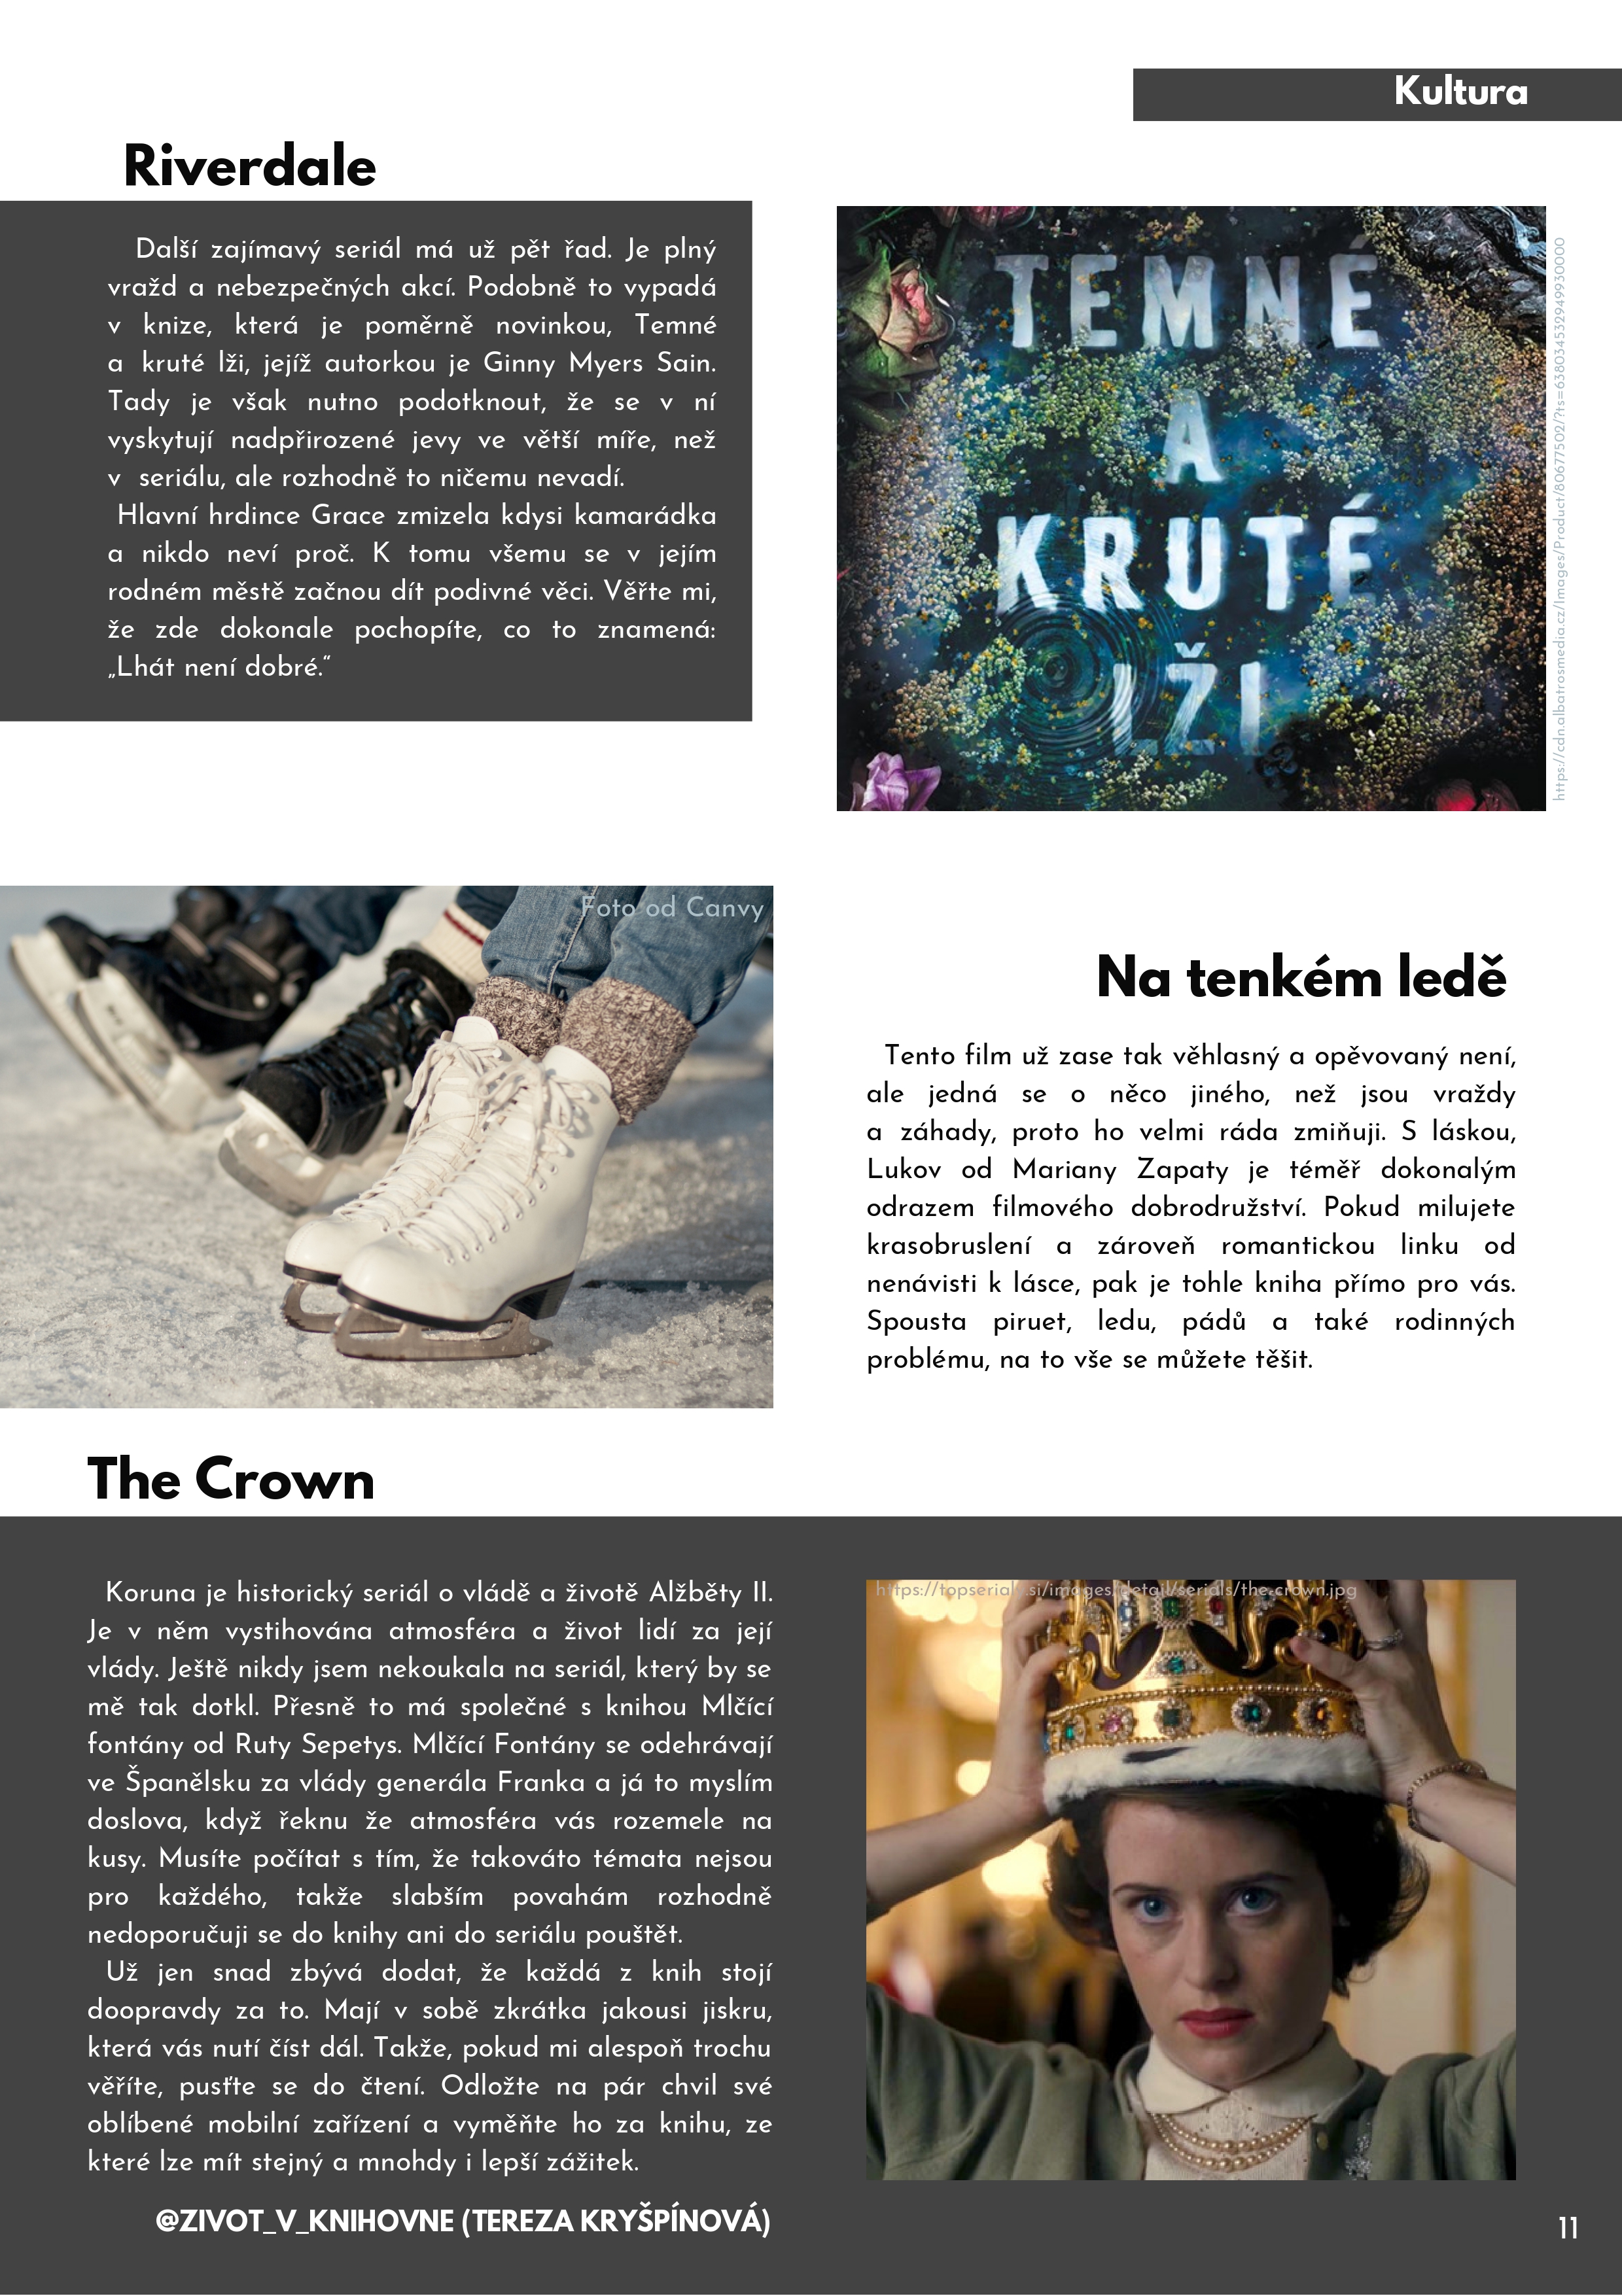 Kultura
Riverdale
Další zajímavý seriál má už pět řad. Je plný
vražd a nebezpečných akcí. Podobně to vypadá
v knize, která je poměrně novinkou, Temné
a kruté lži, jejíž autorkou je Ginny Myers Sain.
Tady je však nutno podotknout, že se v ní
vyskytují nadpřirozené jevy ve větší míře, než
v seriálu, ale rozhodně to ničemu nevadí.
Hlavní hrdince Grace zmizela kdysi kamarádka
a nikdo neví proč. K tomu všemu se v jejím
rodném městě začnou dít podivné věci. Věřte mi,
že zde dokonale pochopíte, co to znamená:
„Lhát není dobré.“
TEMNÉ
A
KRUTÉ
LŽI
https://cdn.albatrosmedia.cz/Images/Product/80677502/?ts=638034532949930000
Foto od Canvy
Na tenkém ledě
Tento film už zase tak věhlasný a opěvovaný není,
ale jedná se o něco jiného, než jsou vraždy
a záhady, proto ho velmi ráda zmiňuji. S láskou,
Lukov od Mariany Zapaty je téměř dokonalým
odrazem filmového dobrodružství. Pokud milujete
krasobruslení a zároveň romantickou linku od
nenávisti k lásce, pak je tohle kniha přímo pro vás.
Spousta piruet, ledu, pádů a také rodinných
problému, na to vše se můžete těšit.
The Crown
Koruna je historický seriál o vládě a životě Alžběty II.
Je v něm vystihována atmosféra a život lidí za její
vlády. Ještě nikdy jsem nekoukala na seriál, který by se
mě tak dotkl. Přesně to má společné s knihou Mlčící
fontány od Ruty Sepetys. Mlčící Fontány se odehrávají
ve Španělsku za vlády generála Franka a já to myslím
doslova, když řeknu že atmosféra vás rozemele na
kusy. Musíte počítat s tím, že takováto témata nejsou
pro každého, takže slabším povahám rozhodně
nedoporučuji se do knihy ani do seriálu pouštět.
Už jen snad zbývá dodat, že každá z knih stojí
doopravdy za to. Mají v sobě zkrátka jakousi jiskru,
která vás nutí číst dál. Takže, pokud mi alespoň trochu
věříte, pusťte se do čtení. Odložte na pár chvil své
oblíbené mobilní zařízení a vyměňte ho za knihu, ze
které lze mít stejný a mnohdy i lepší zážitek.
https://topserialy.si/images/detail/serials/the-crown.jpg
@ZIVOT_V_KNIHOVNE (TEREZA KRYŠPÍNOVÁ)
11